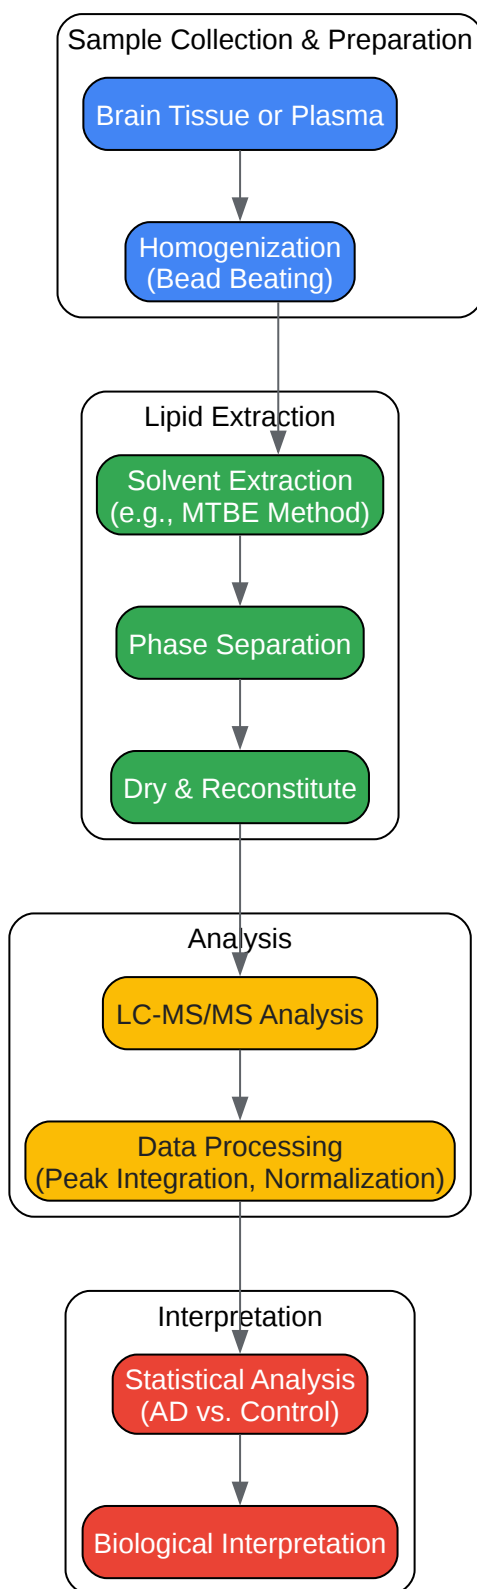 Sample Collection & Preparation
Brain Tissue or Plasma
Homogenization
(Bead Beating)
Lipid Extraction
Solvent Extraction
(e.g., MTBE Method)
Phase Separation
Dry & Reconstitute
Analysis
LC-MS/MS Analysis
Data Processing
(Peak Integration, Normalization)
Interpretation
Statistical Analysis
(AD vs. Control)
Biological Interpretation